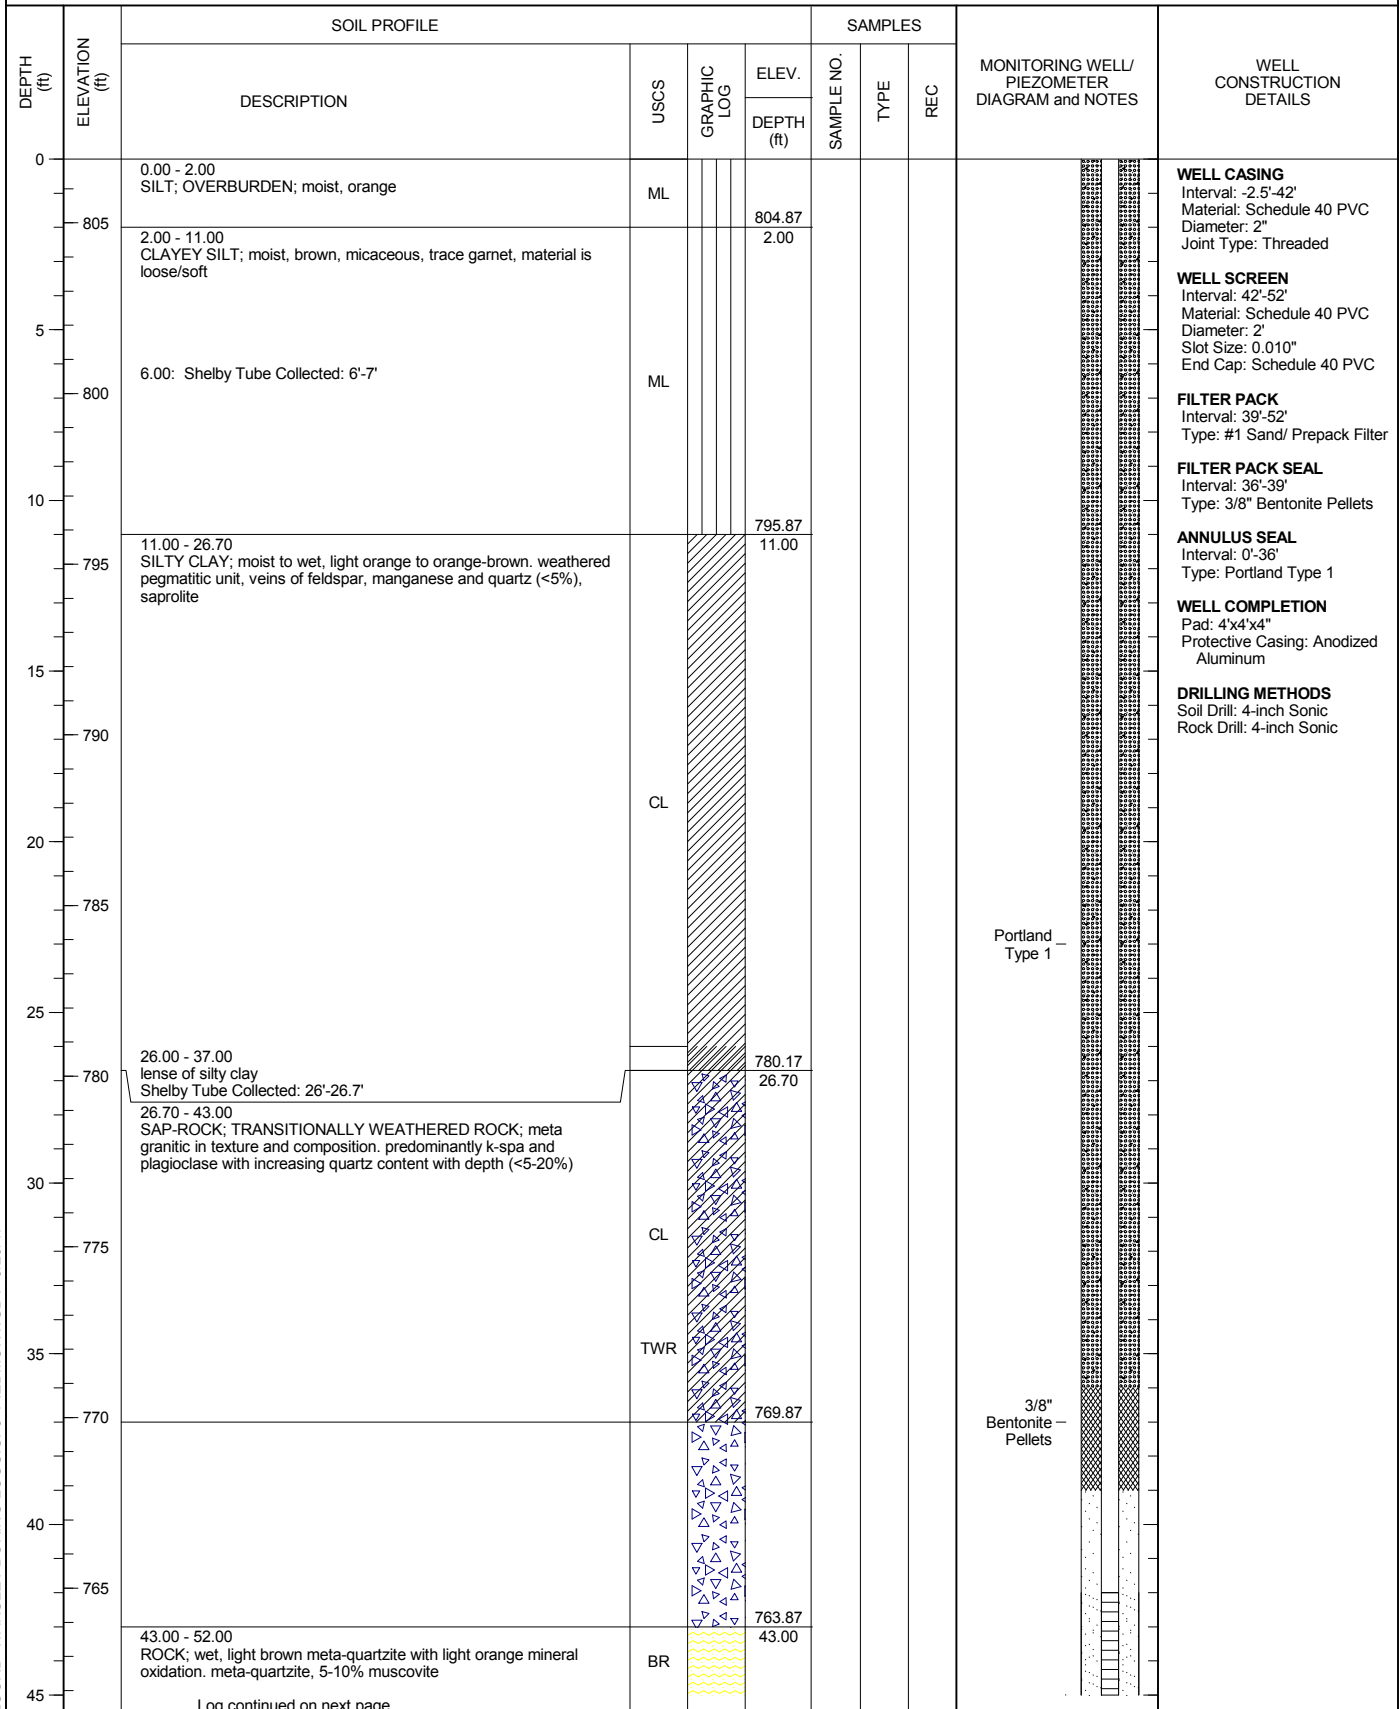 SOIL PROFILE
SAMPLES
DEPTH
(ft)
ELEVATION
(ft)
DESCRIPTION
USCS
GRAPHIC
LOG
ELEV.
DEPTH
(ft)
SAMPLE NO.
TYPE
REC
MONITORING WELL/
PIEZOMETER
DIAGRAM and NOTES
WELL
CONSTRUCTION
DETAILS
0
5
10
15
20
25
30
35
40
45
805
800
795
790
785
780
775
770
765
0.00 - 2.00
SILT; OVERBURDEN; moist, orange
ML
804.87
2.00
2.00 - 11.00
CLAYEY SILT; moist, brown, micaceous, trace garnet, material is
loose/soft
6.00: Shelby Tube Collected: 6'-7'
ML
795.87
11.00
11.00 - 26.70
SILTY CLAY; moist to wet, light orange to orange-brown. weathered
pegmatitic unit, veins of feldspar, manganese and quartz (<5%),
saprolite
CL
26.00 - 37.00
lense of silty clay
Shelby Tube Collected: 26'-26.7'
780.17
26.70
26.70 - 43.00
SAP-ROCK; TRANSITIONALLY WEATHERED ROCK; meta
granitic in texture and composition. predominantly k-spa and
plagioclase with increasing quartz content with depth (<5-20%)
CL
TWR
769.87
763.87
43.00
43.00 - 52.00
ROCK; wet, light brown meta-quartzite with light orange mineral
oxidation. meta-quartzite, 5-10% muscovite
BR
Log continued on next page
Portland
Type 1
3/8"
Bentonite
Pellets
WELL CASING
Interval: -2.5'-42'
Material: Schedule 40 PVC
Diameter: 2"
Joint Type: Threaded
WELL SCREEN
Interval: 42'-52'
Material: Schedule 40 PVC
Diameter: 2'
Slot Size: 0.010"
End Cap: Schedule 40 PVC
FILTER PACK
Interval: 39'-52'
Type: #1 Sand/ Prepack Filter
FILTER PACK SEAL
Interval: 36'-39'
Type: 3/8" Bentonite Pellets
ANNULUS SEAL
Interval: 0'-36'
Type: Portland Type 1
WELL COMPLETION
Pad: 4'x4'x4"
Protective Casing: Anodized
Aluminum
DRILLING METHODS
Soil Drill: 4-inch Sonic
Rock Drill: 4-inch Sonic